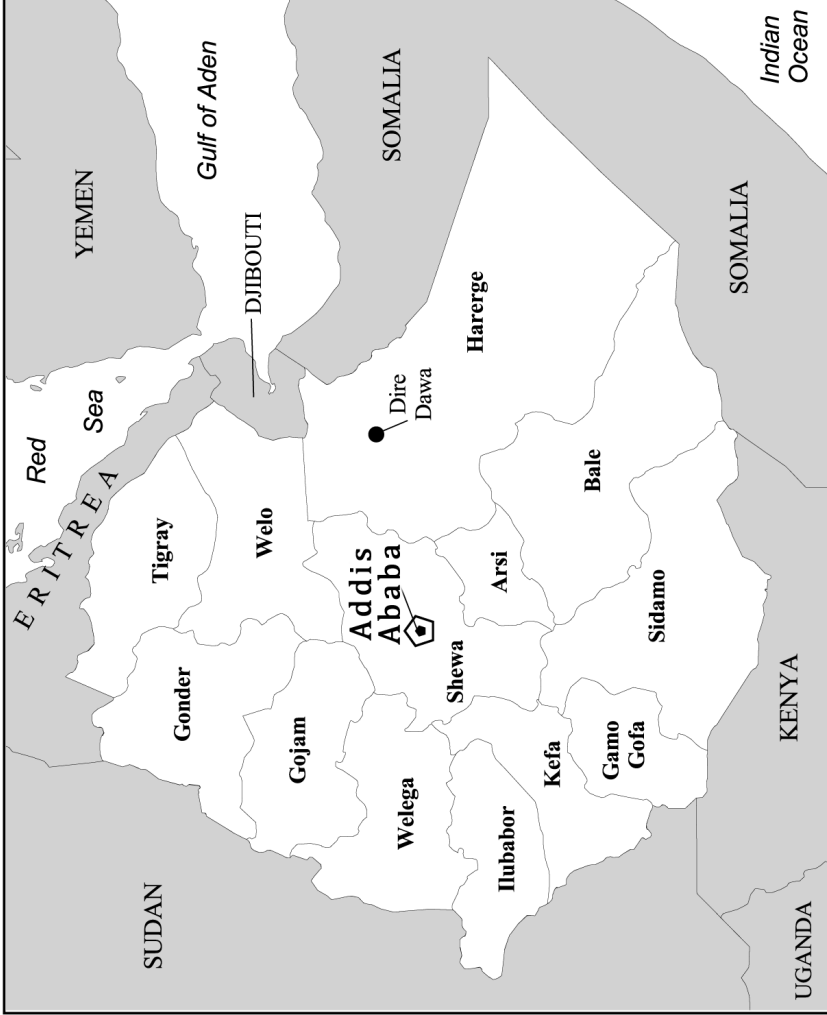 Red
Sea
YEMEN
Gulf of Aden
ERITREA
DJIBOUTI
SUDAN
Tigray
Gonder
Welo
Gojam
Addis
Ababa
Dire
Dawa
SOMALIA
Welega
Shewa
Arsi
Harerge
Ilubabor
Kefa
Gamo
Gofa
Bale
Sidamo
SOMALIA
Indian
Ocean
KENYA
UGANDA